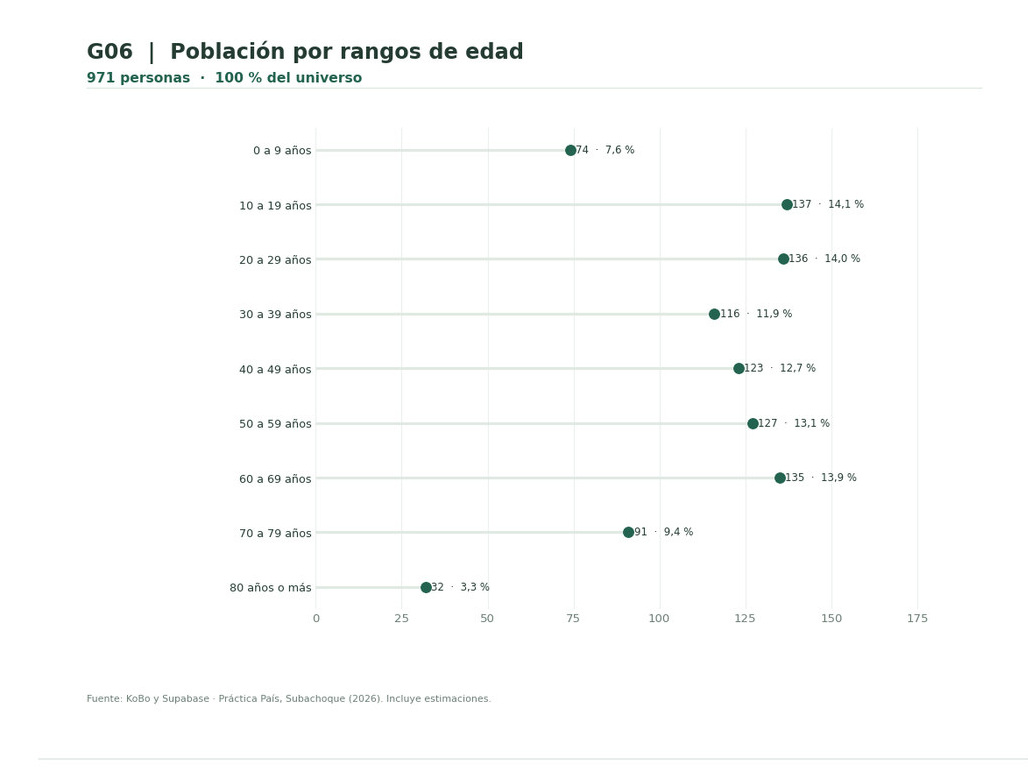 G06 | Población por rangos de edad
971 personas · 100 % del universo
0 a 9 años 74 · 7,6 %
10 a 19 años 137 · 14,1 %
20 a 29 años 136 · 14,0 %
30 a 39 años 116 · 11,9 %
40 a 49 años 123 · 12,7 %
50 a 59 años 127 · 13,1 %
60 a 69 años 135 · 13,9 %
70 a 79 años 91 · 9,4 %
80 años o más 32 · 3,3 %
0 25 50 75 100 125 150 175
Fuente: KoBo y Supabase · Práctica País, Subachoque (2026). Incluye estimaciones.